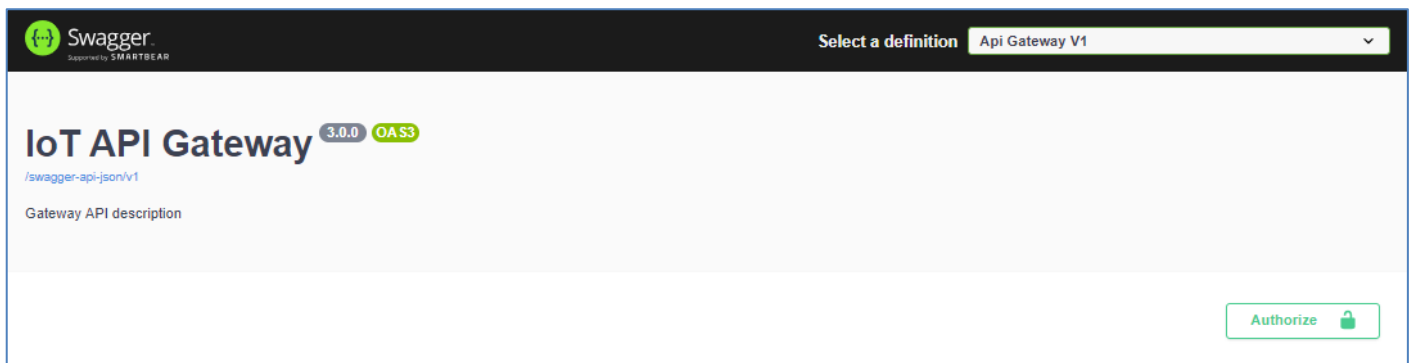 Swagger.
Supported by SMARTBEAR
Select a definition
Api Gateway V1
IoT API Gateway 3.0.0 OAS3
/swagger-api-json/v1
Gateway API description
Authorize